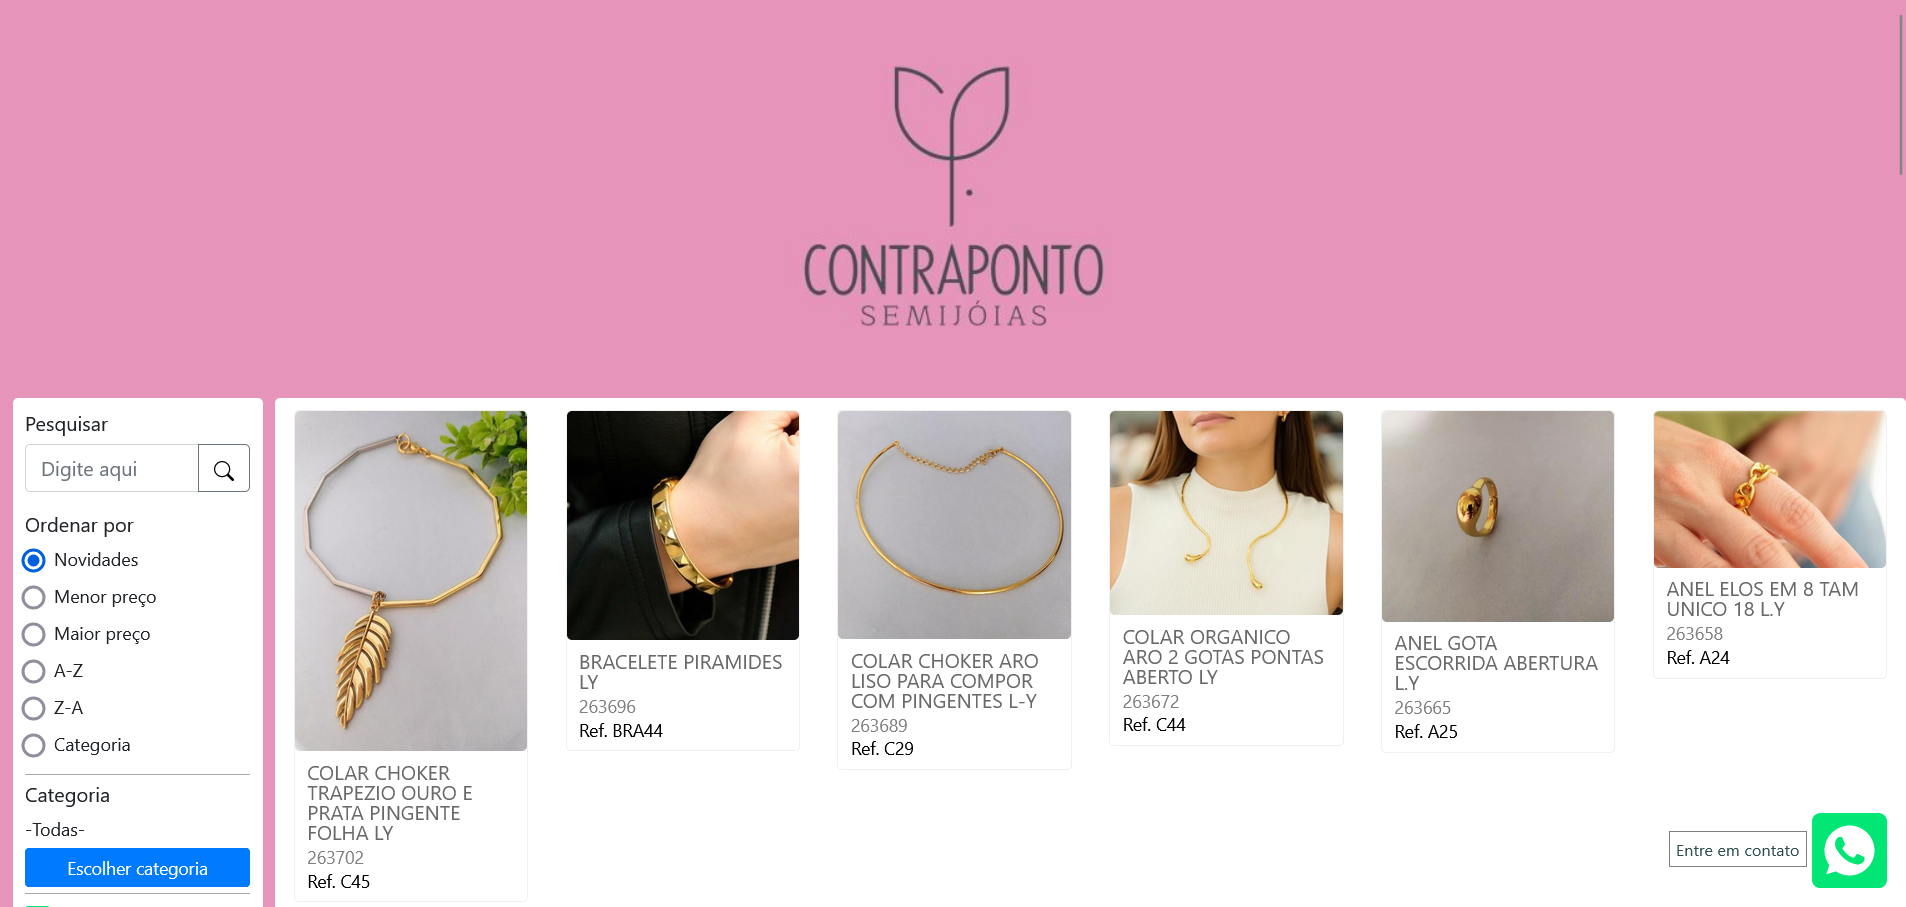 CONTRAPONTO
SEMIJÓIAS
Pesquisar
Digite aqui
Ordenar por
Novidades
Menor preço
Maior preço
A-Z
Z-A
Categoria
Categoria
-Todas-
Escolher categoria
COLAR CHOKER
TRAPEZIO OURO E
PRATA PINGENTE
FOLHA LY
263702
Ref. C45
BRACELETE PIRAMIDES
LY
263696
Ref. BRA44
COLAR CHOKER ARO
LISO PARA COMPOR
COM PINGENTES L-Y
263689
Ref. C29
COLAR ORGANICO
ARO 2 GOTAS PONTAS
ABERTO LY
263672
Ref. C44
ANEL GOTA
ESCORRIDA ABERTURA
L.Y
263665
Ref. A25
ANEL ELOS EM 8 TAM
UNICO 18 L.Y
263658
Ref. A24
Entre em contato